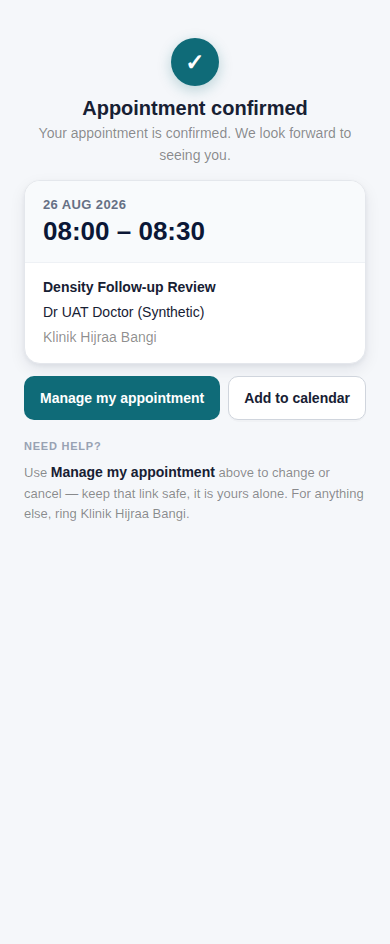 ✓
Appointment confirmed
Your appointment is confirmed. We look forward to
seeing you.
26 AUG 2026
08:00 – 08:30
Density Follow-up Review
Dr UAT Doctor (Synthetic)
Klinik Hijraa Bangi
Manage my appointment
Add to calendar
NEED HELP?
Use Manage my appointment above to change or
cancel — keep that link safe, it is yours alone. For anything
else, ring Klinik Hijraa Bangi.